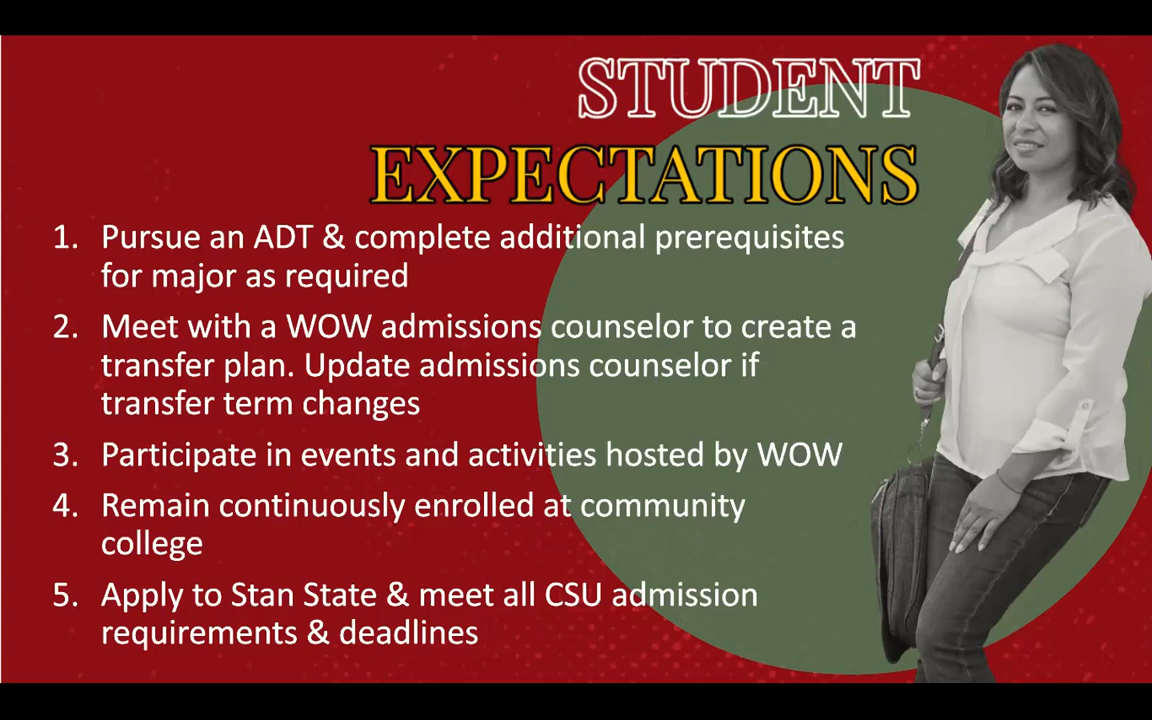 STUDENT
EXPECTATIONS
1. Pursue an ADT & complete additional prerequisites
for major as required
2. Meet with a WOW admissions counselor to create a
transfer plan. Update admissions counselor if
transfer term changes
3. Participate in events and activities hosted by WOW
4. Remain continuously enrolled at community
college
5. Apply to Stan State & meet all CSU admission
requirements & deadlines